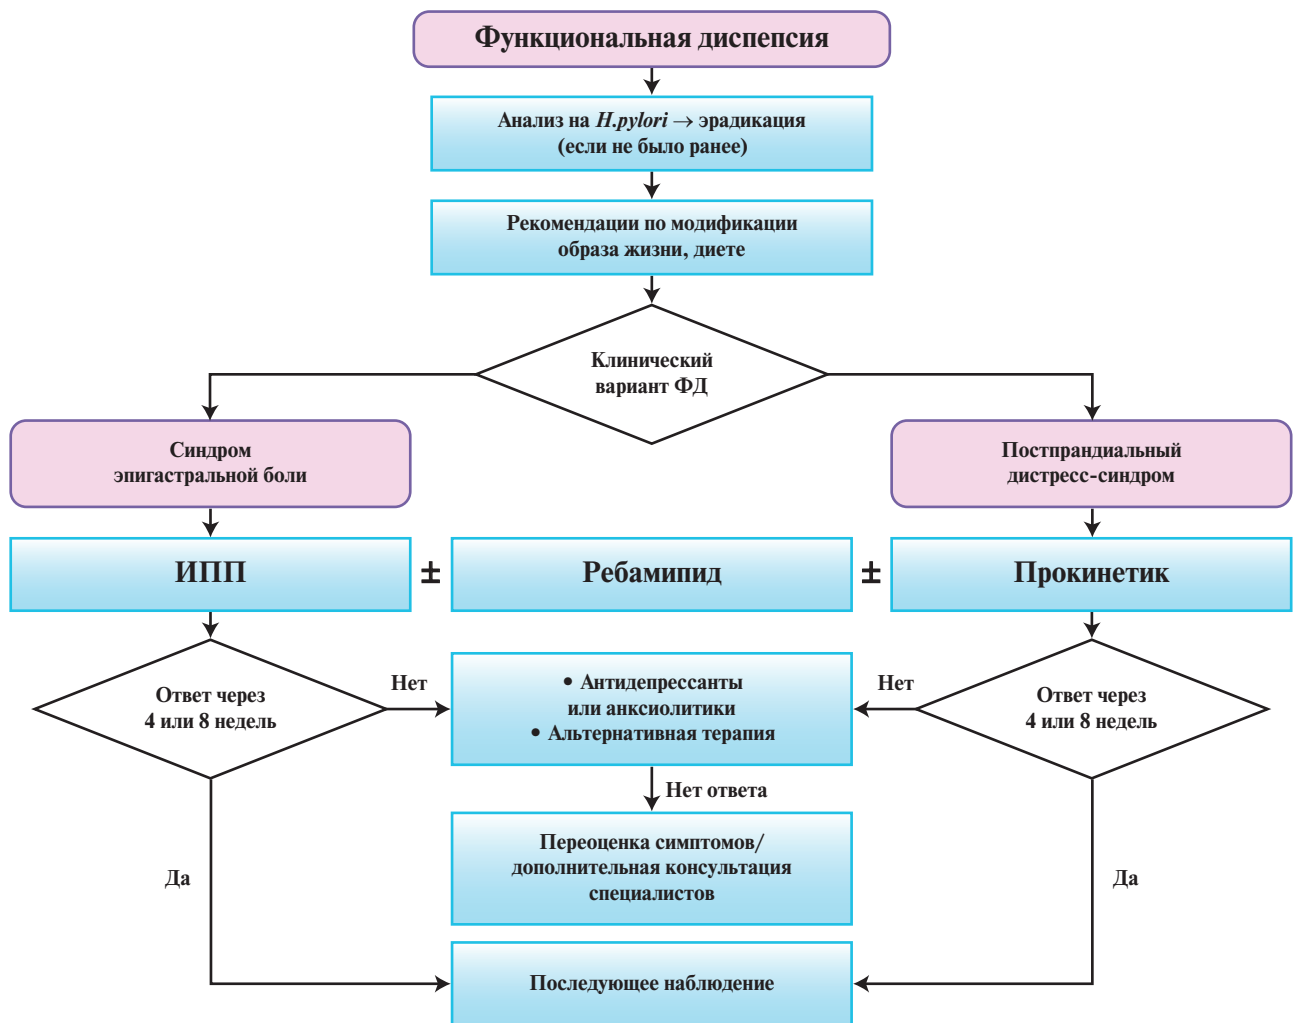 Функциональная диспепсия
Анализ на H.pylori → эрадикация
(если не было ранее)
Рекомендации по модификации
образа жизни, диете
Клинический
вариант ФД
Синдром
эпигастральной боли
Постпрандиальный
дистресс-синдром
ИПП
±
Ребамипид
±
Прокинетик
Ответ через
4 или 8 недель
Нет
• Антидепрессанты
или анксиолитики
• Альтернативная терапия
Нет
Ответ через
4 или 8 недель
Нет ответа
Переоценка симптомов/
дополнительная консультация
специалистов
Да
Да
Последующее наблюдение